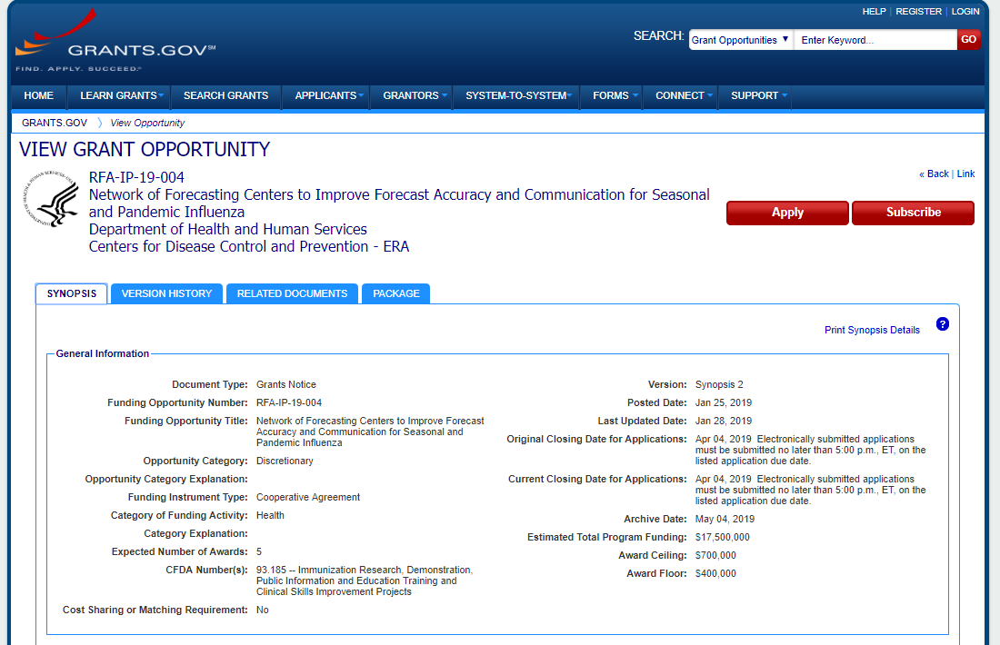 HELP | REGISTER | LOGIN
GRANTS.GOV℠
FIND. APPLY. SUCCEED.
SEARCH: Grant Opportunities ▼ Enter Keyword... GO
HOME LEARN GRANTS SEARCH GRANTS APPLICANTS GRANTORS SYSTEM-TO-SYSTEM FORMS CONNECT SUPPORT
GRANTS.GOV 〉 View Opportunity
VIEW GRANT OPPORTUNITY
« Back | Link
RFA-IP-19-004
Network of Forecasting Centers to Improve Forecast Accuracy and Communication for Seasonal
and Pandemic Influenza
Department of Health and Human Services
Centers for Disease Control and Prevention - ERA
Apply Subscribe
SYNOPSIS VERSION HISTORY RELATED DOCUMENTS PACKAGE
Print Synopsis Details ?
General Information
Document Type: Grants Notice
Funding Opportunity Number: RFA-IP-19-004
Funding Opportunity Title: Network of Forecasting Centers to Improve Forecast
Accuracy and Communication for Seasonal and
Pandemic Influenza
Opportunity Category: Discretionary
Opportunity Category Explanation:
Funding Instrument Type: Cooperative Agreement
Category of Funding Activity: Health
Category Explanation:
Expected Number of Awards: 5
CFDA Number(s): 93.185 -- Immunization Research, Demonstration,
Public Information and Education Training and
Clinical Skills Improvement Projects
Cost Sharing or Matching Requirement: No
Version: Synopsis 2
Posted Date: Jan 25, 2019
Last Updated Date: Jan 28, 2019
Original Closing Date for Applications: Apr 04, 2019 Electronically submitted applications
must be submitted no later than 5:00 p.m., ET, on the
listed application due date.
Current Closing Date for Applications: Apr 04, 2019 Electronically submitted applications
must be submitted no later than 5:00 p.m., ET, on the
listed application due date.
Archive Date: May 04, 2019
Estimated Total Program Funding: $17,500,000
Award Ceiling: $700,000
Award Floor: $400,000